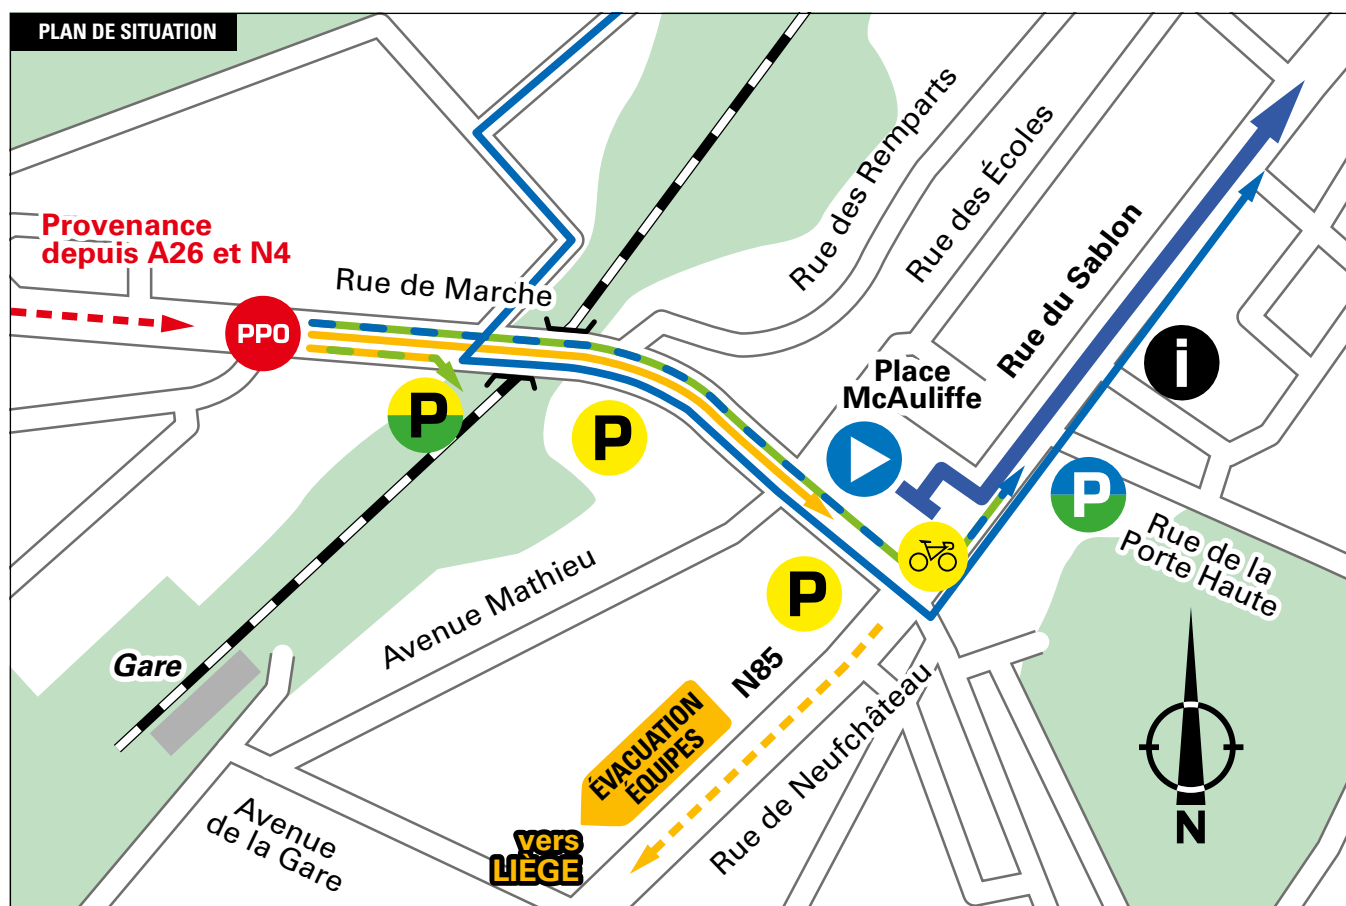 PLAN DE SITUATION
Provenance
depuis A26 et N4
Rue de Marche
PPO
P
P
Rue des Remparts
Rue des Écoles
Rue du Sablon
Place
McAuliffe
i
P
Rue de la
Porte Haute
Avenue Mathieu
P
Gare
N85
ÉVACUATION
ÉQUIPES
vers
LIÈGE
Rue de Neufchâteau
Avenue
de la Gare
N